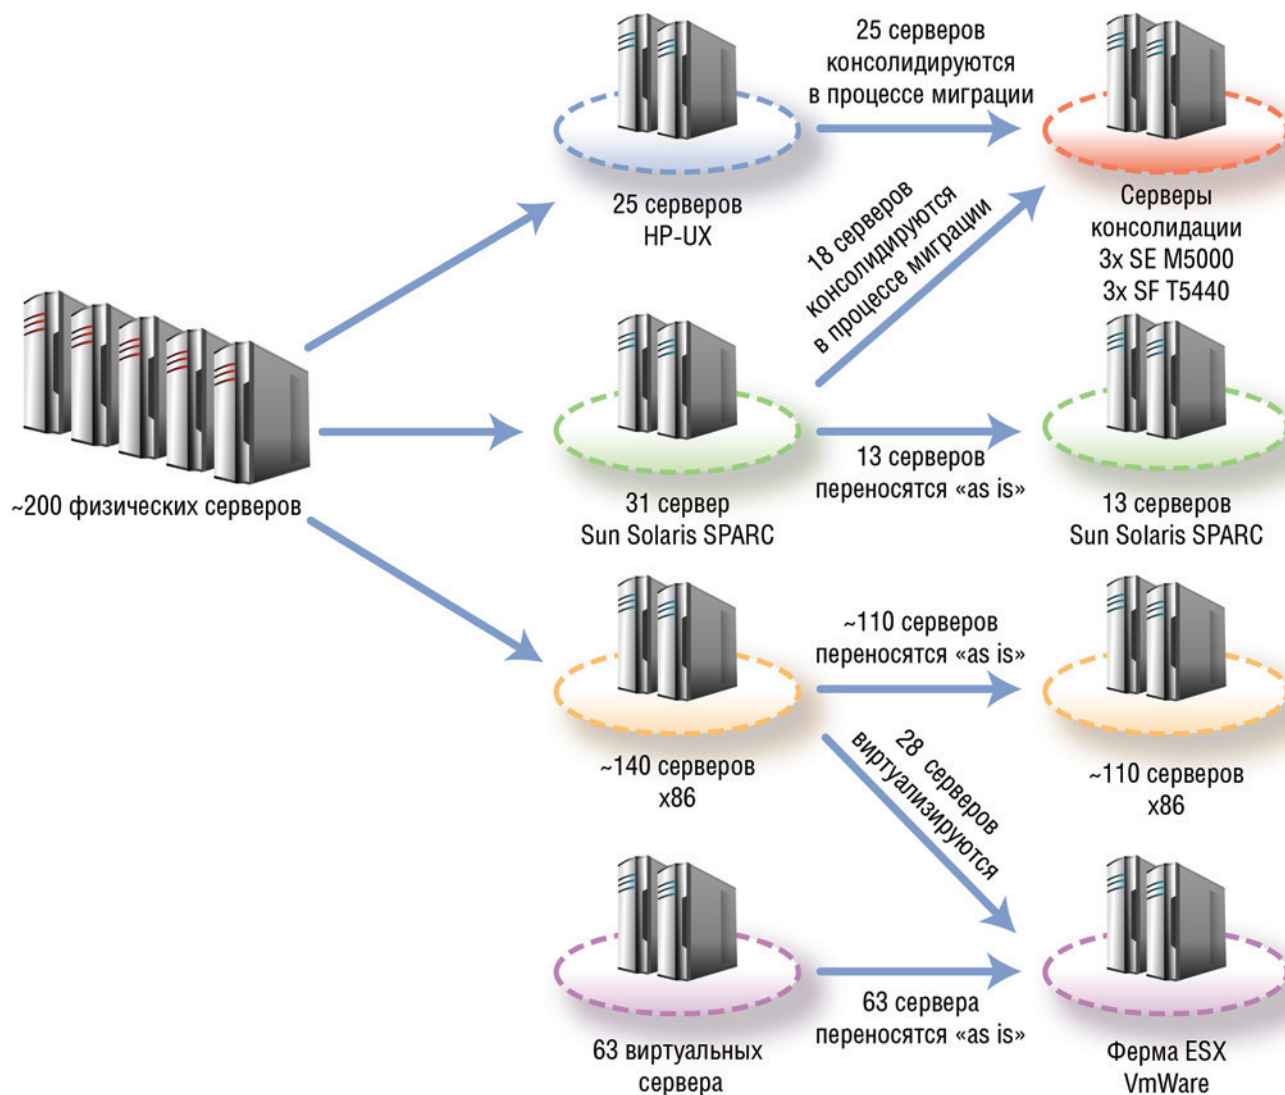 25 серверов
консолидируются
в процессе миграции
25 серверов
HP-UX
18 серверов
консолидируются
в процессе миграции
Серверы
консолидации
3x SE M5000
3x SF T5440
~200 физических серверов
31 сервер
Sun Solaris SPARC
13 серверов
переносятся «as is»
13 серверов
Sun Solaris SPARC
~110 серверов
переносятся «as is»
~140 серверов
x86
28 серверов
виртуализируются
~110 серверов
x86
63 виртуальных
сервера
63 сервера
переносятся «as is»
Ферма ESX
VmWare